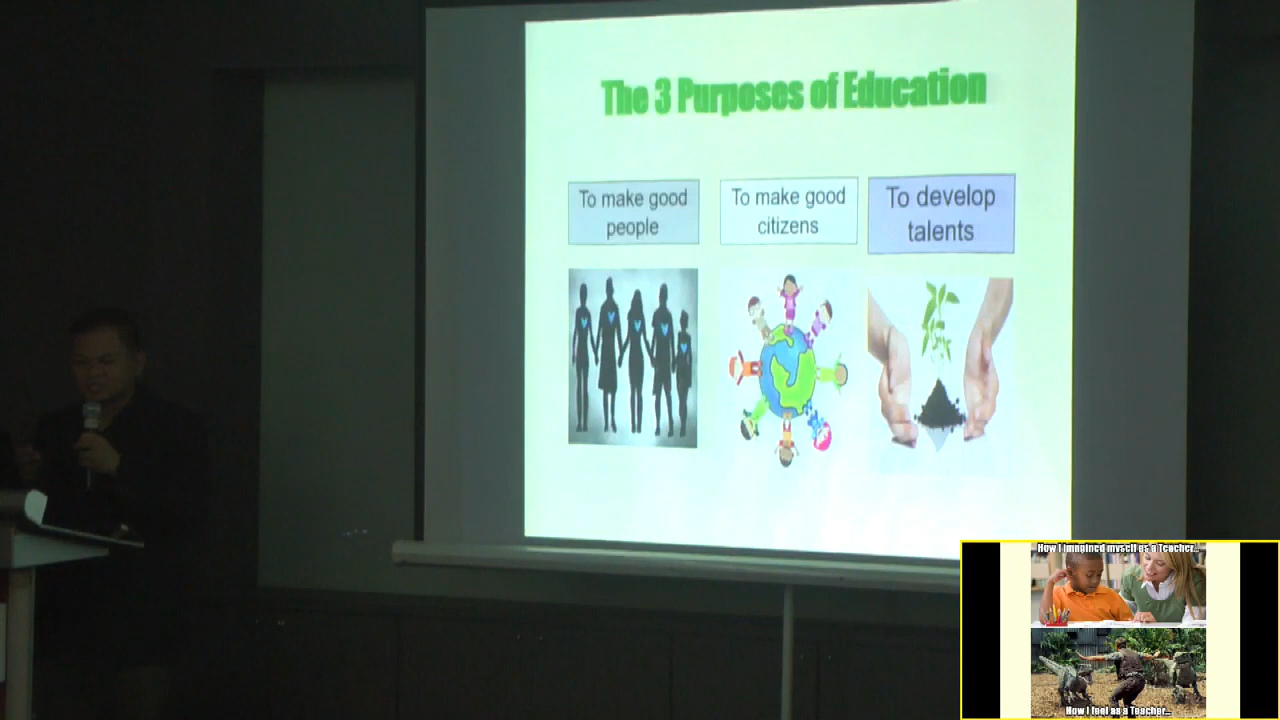 The 3 Purposes of Education
To make good
people
To make good
citizens
To develop
talents
How I imagined myself as a Teacher...
How I feel as a Teacher...